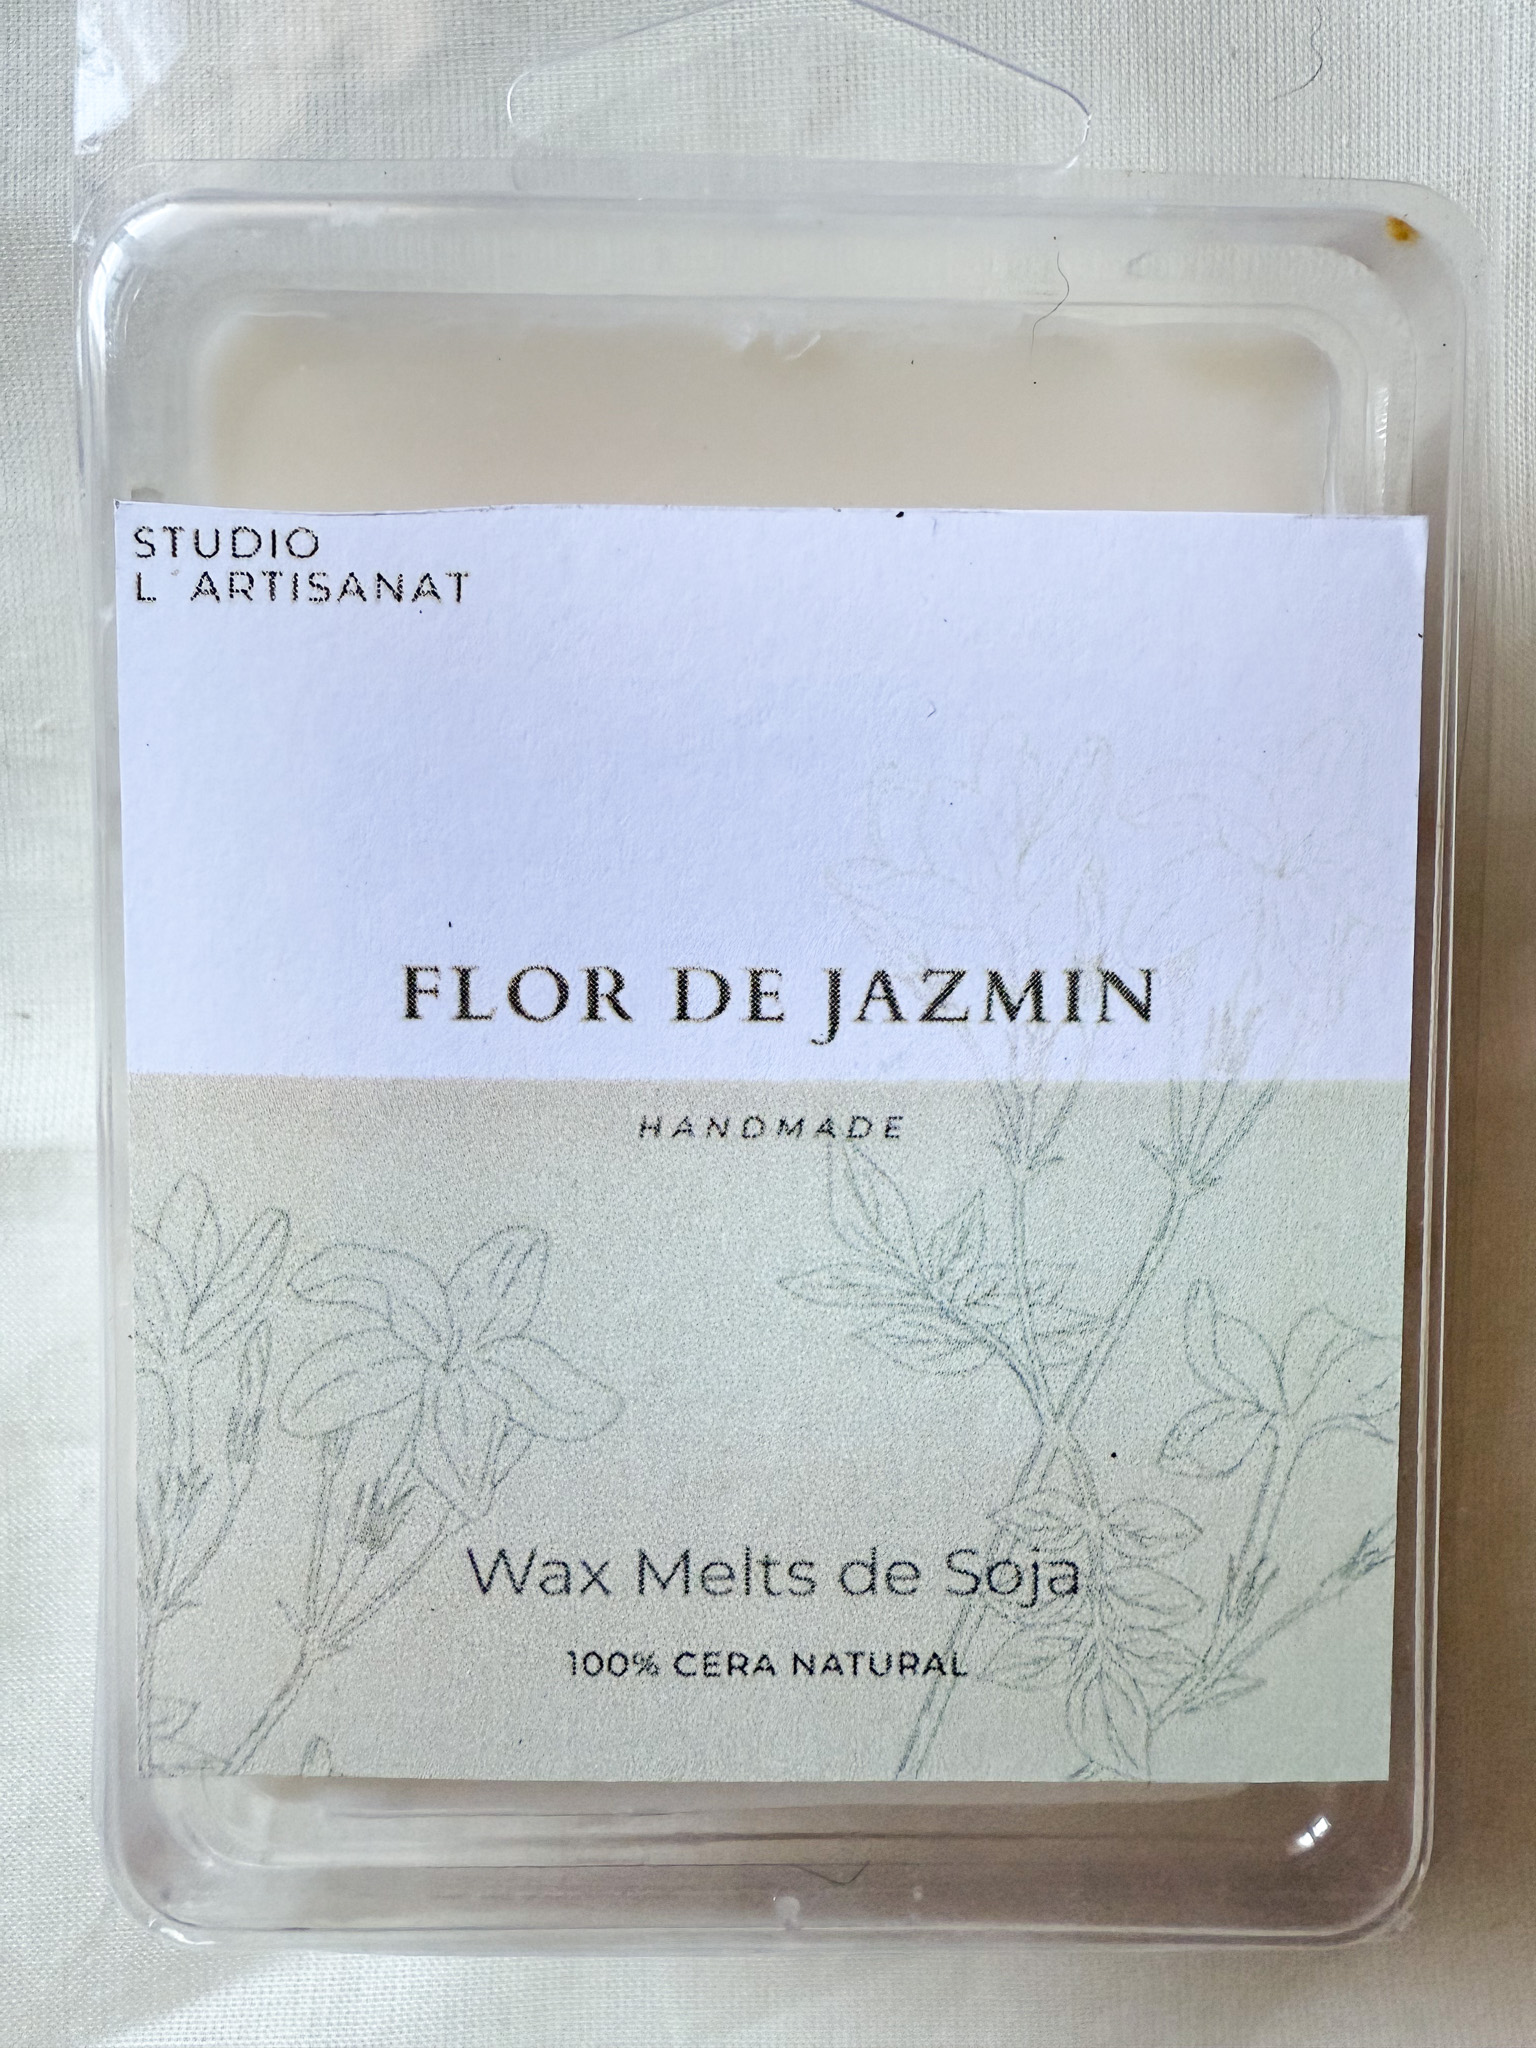 STUDIO
L´ARTISANAT
FLOR DE JAZMIN
HANDMADE
Wax Melts de Soja
100% CERA NATURAL